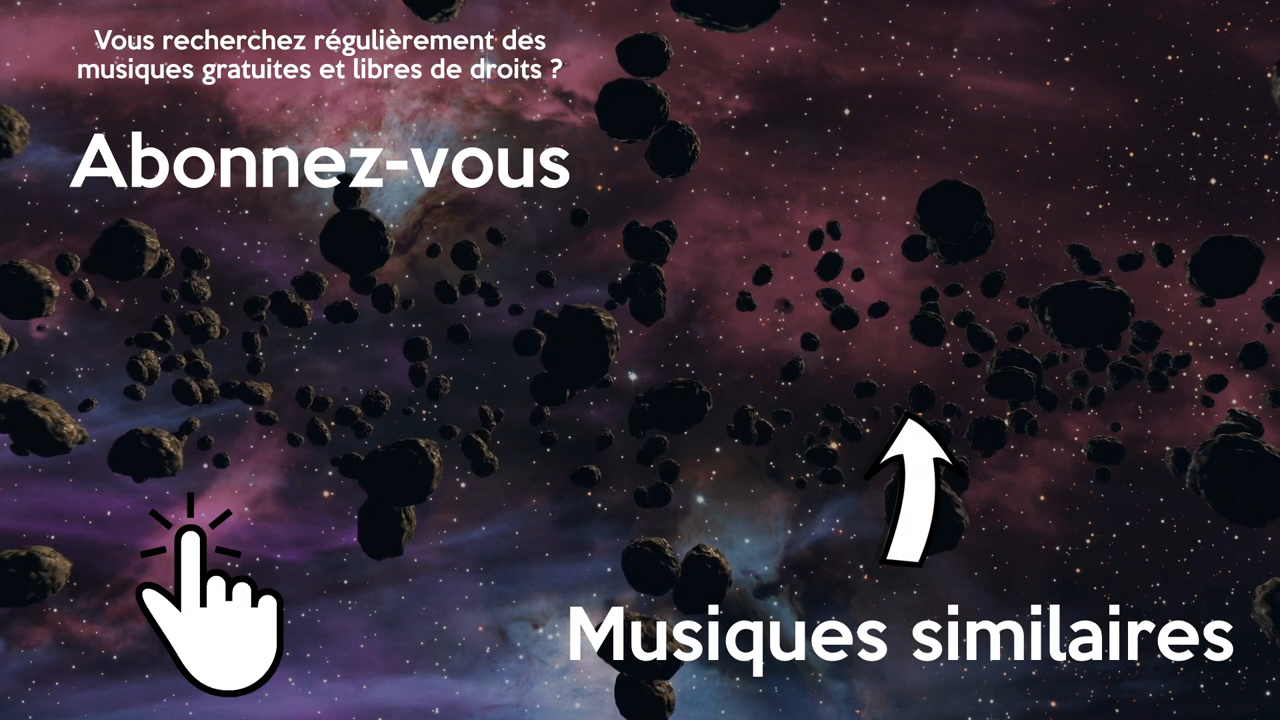 Vous recherchez régulièrement des
musiques gratuites et libres de droits ?
Abonnez-vous
Musiques similaires